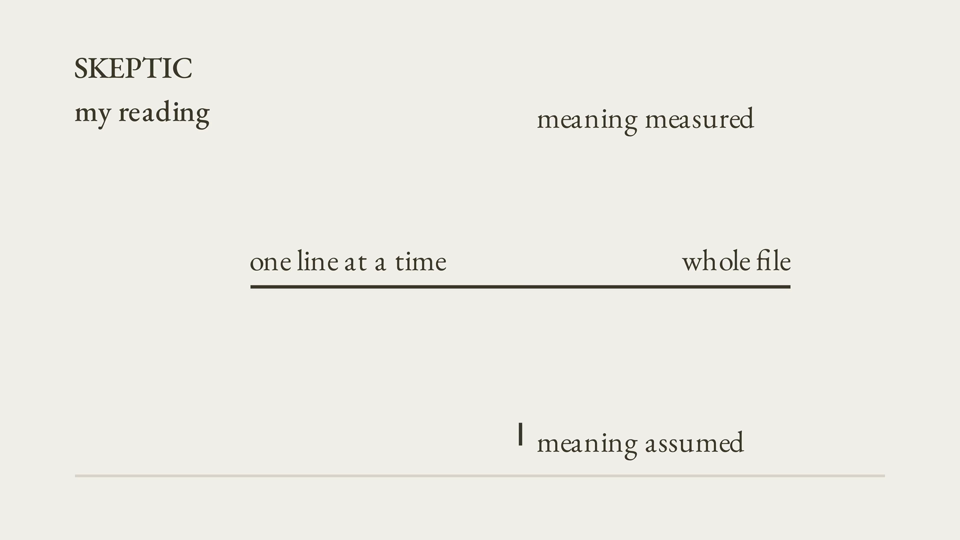 SKEPTIC
my reading
meaning measured
one line at a time
whole file
meaning assumed